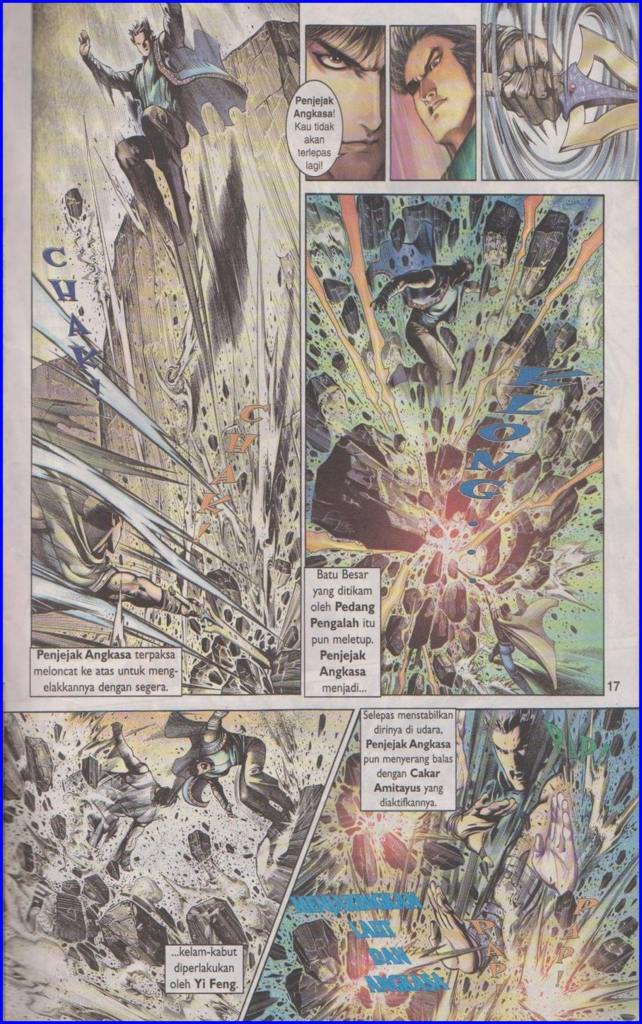 Penjejak
Angkasa!
Kau tidak
akan
terlepas
lagi!
CHAK!
CHAK!
Penjejak Angkasa terpaksa
meloncat ke atas untuk meng-
elakkannya dengan segera.
KLONG...
Batu Besar
yang ditikam
oleh Pedang
Pengalah itu
pun meletup.
Penjejak
Angkasa
menjadi...
17
...kelam-kabut
diperlakukan
oleh Yi Feng.
Selepas menstabilkan
dirinya di udara,
Penjejak Angkasa
pun menyerang balas
dengan Cakar
Amitayus yang
diaktifkannya.
LAUT
DAN
ANGKASA
PAP!
PAP!